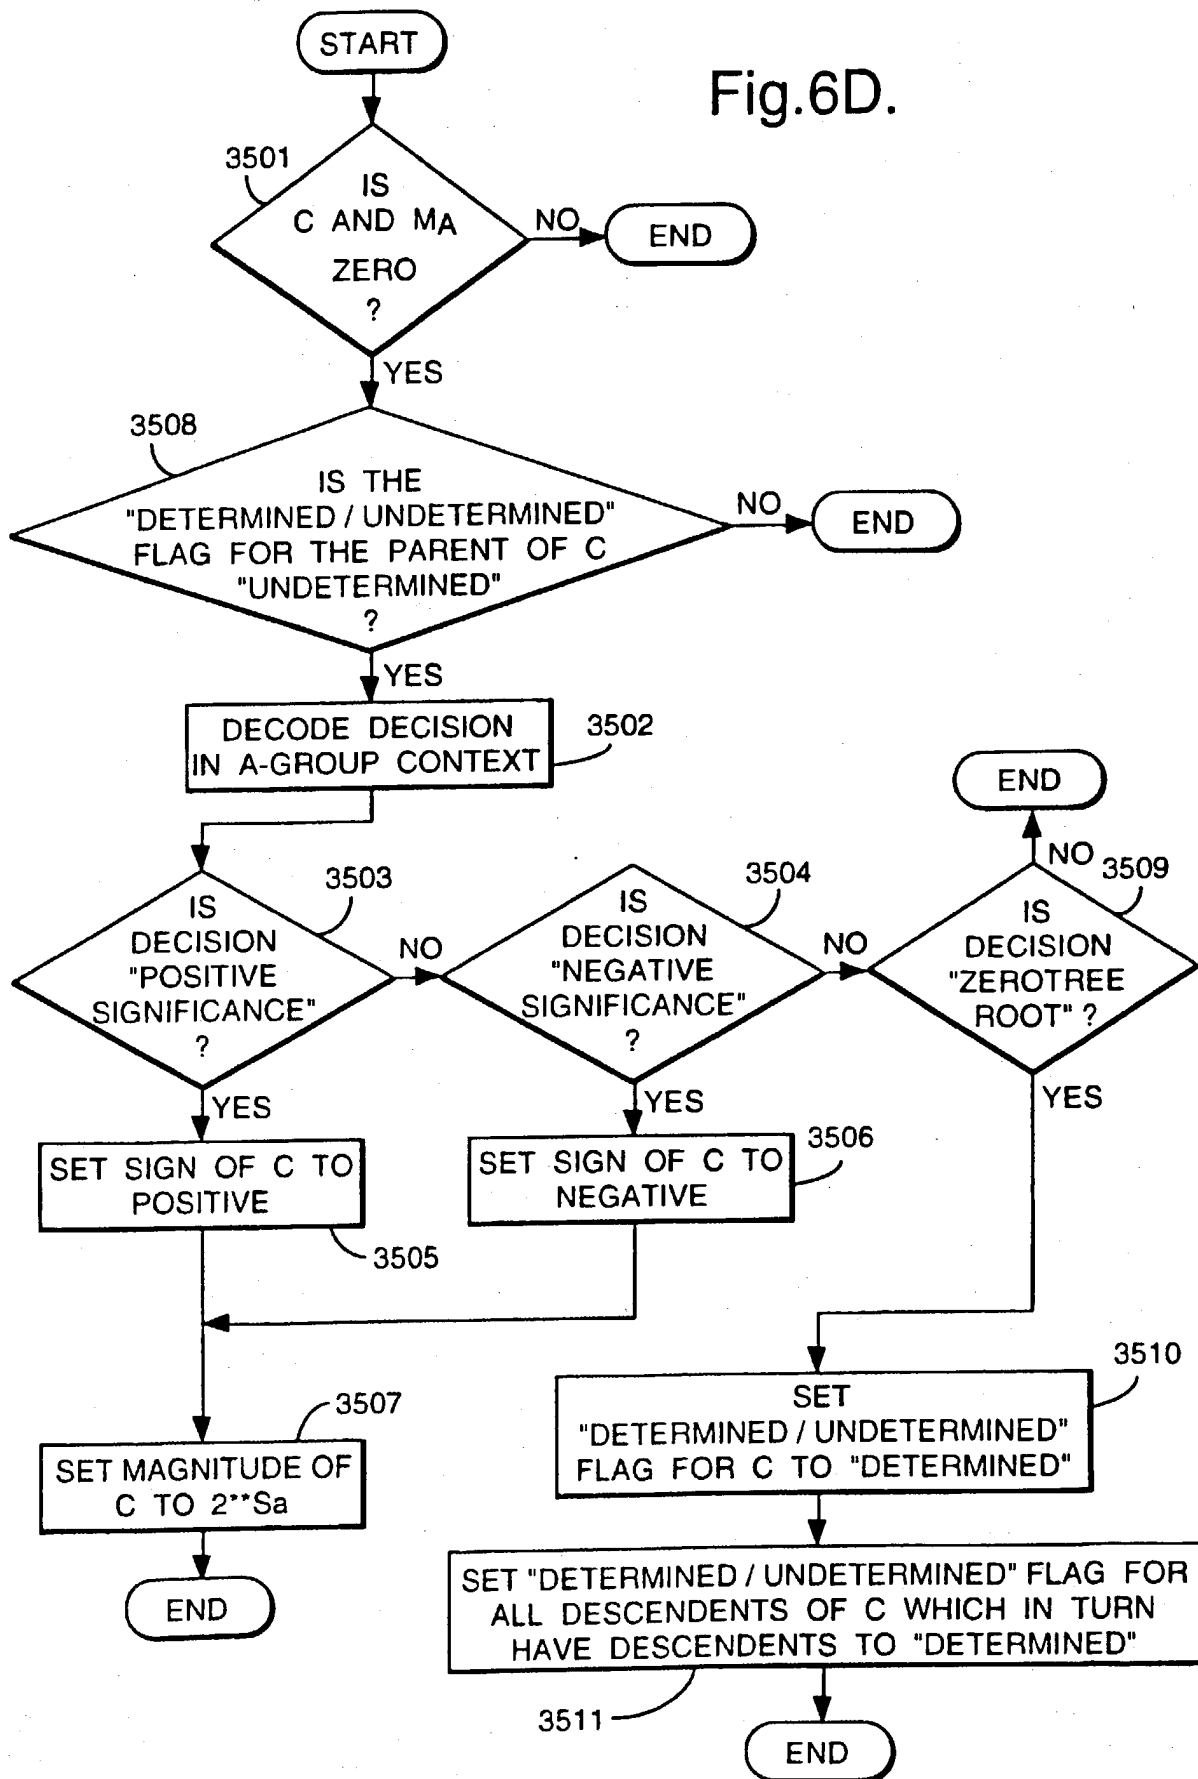 START
Fig.6D.
3501
IS
C AND MA
ZERO
?
NO
END
YES
3508
IS THE
"DETERMINED / UNDETERMINED"
FLAG FOR THE PARENT OF C
"UNDETERMINED"
?
NO
END
YES
DECODE DECISION
IN A-GROUP CONTEXT
3502
END
NO
3503
IS
DECISION
"POSITIVE
SIGNIFICANCE"
?
NO
3504
IS
DECISION
"NEGATIVE
SIGNIFICANCE"
?
NO
3509
IS
DECISION
"ZEROTREE
ROOT" ?
YES
YES
YES
SET SIGN OF C TO
POSITIVE
3505
SET SIGN OF C TO
NEGATIVE
3506
3507
SET MAGNITUDE OF
C TO 2**Sa
END
3510
SET
"DETERMINED / UNDETERMINED"
FLAG FOR C TO "DETERMINED"
SET "DETERMINED / UNDETERMINED" FLAG FOR
ALL DESCENDENTS OF C WHICH IN TURN
HAVE DESCENDENTS TO "DETERMINED"
3511
END